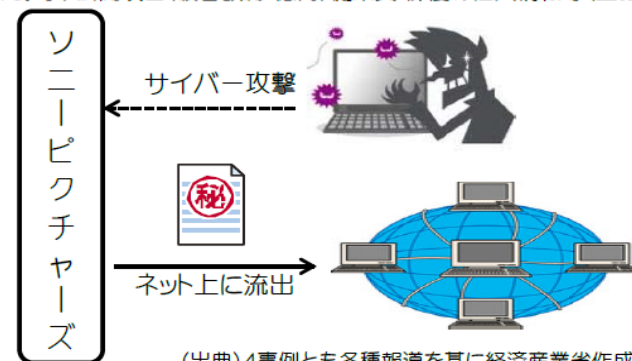 ソニーピクチャーズ
サイバー攻撃
㊙
ネット上に流出
(出典)4事例とも各種報道を基に経済産業省作成